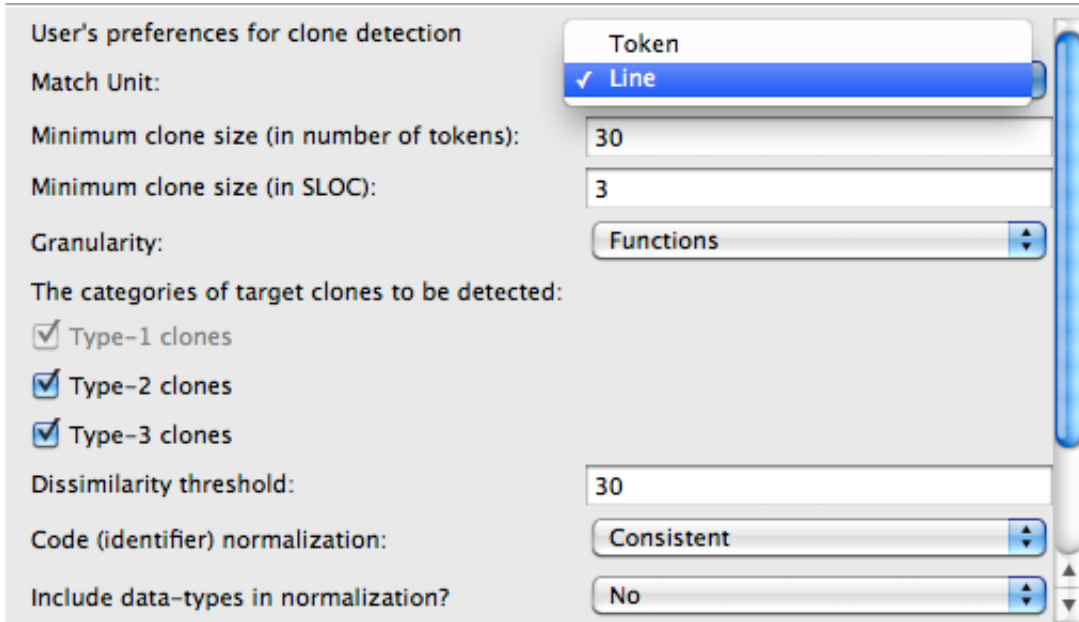 User's preferences for clone detection
Token
Match Unit:
Line
Minimum clone size (in number of tokens): 30
Minimum clone size (in SLOC): 3
Granularity: Functions
The categories of target clones to be detected:
Type-1 clones
Type-2 clones
Type-3 clones
Dissimilarity threshold: 30
Code (identifier) normalization: Consistent
Include data-types in normalization? No